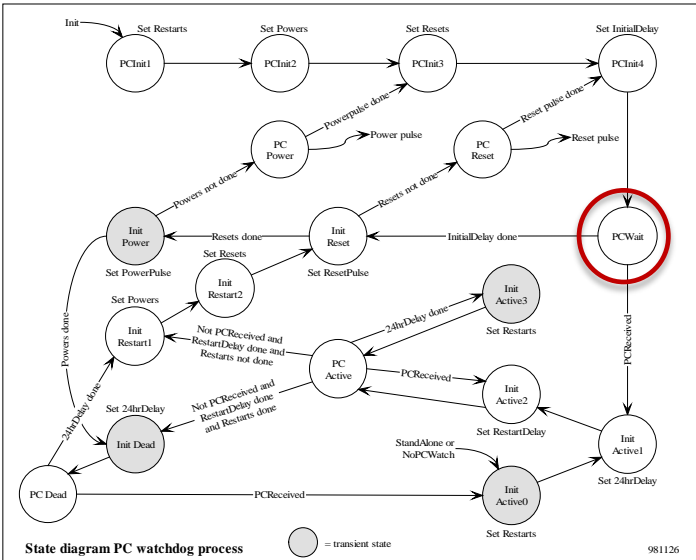 Init
Set Restarts
Set Powers
Set Resets
Set InitialDelay
PCInit1
PCInit2
PCInit3
PCInit4
Powerpulse done
Reset pulse done
Power pulse
Reset pulse
PC
Power
PC
Reset
Powers not done
Resets not done
Init
Power
Resets done
Init
Reset
InitialDelay done
PCWait
Set PowerPulse
Set Resets
Set ResetPulse
Init
Restart2
Set Powers
Init
Restart1
Powers done
24hrDelay done
Init
Active3
Set Restarts
Not PCReceived and
RestartDelay done and
Restarts not done
PC
Active
PCReceived
PCReceived
Init
Active2
Set RestartDelay
Not PCReceived and
RestartDelay done
and Restarts done
Set 24hrDelay
Init Dead
24hrDelay done
StandAlone or
NoPCWatch
Init
Active1
Set 24hrDelay
PC Dead
PCReceived
Init
Active0
Set Restarts
State diagram PC watchdog process
= transient state
981126